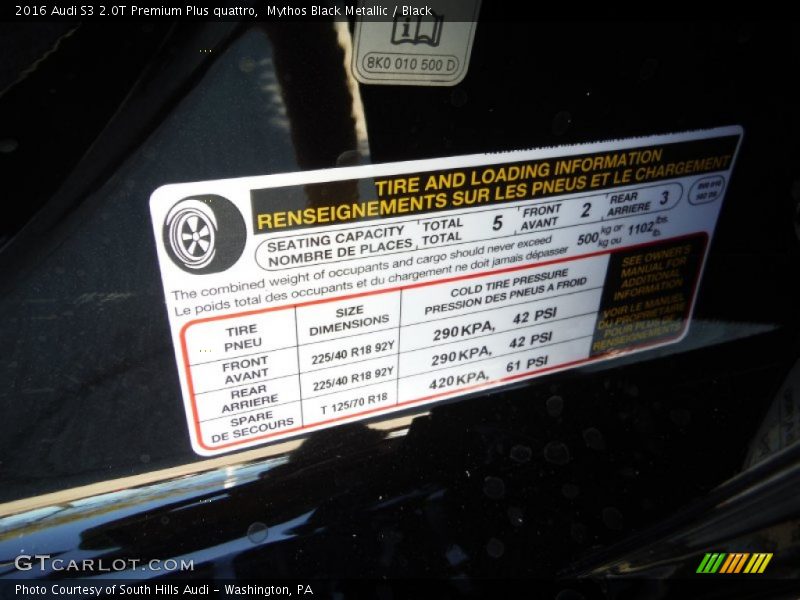 2016 Audi S3 2.0T Premium Plus quattro,  Mythos Black Metallic / Black
8K0 010 500 D
TIRE AND LOADING INFORMATION
RENSEIGNEMENTS SUR LES PNEUS ET LE CHARGEMENT
SEATING CAPACITY TOTAL 5 FRONT 2 REAR 3
NOMBRE DE PLACES TOTAL AVANT ARRIERE
The combined weight of occupants and cargo should never exceed 500 kg or 1102 lbs.
Le poids total des occupants et du chargement ne doit jamais dépasser kg ou lb.
TIRE SIZE COLD TIRE PRESSURE
PNEU DIMENSIONS PRESSION DES PNEUS A FROID
FRONT
AVANT 225/40 R18 92Y 290 KPA, 42 PSI
REAR
ARRIERE 225/40 R18 92Y 290 KPA, 42 PSI
SPARE
DE SECOURS T 125/70 R18 420 KPA, 61 PSI
SEE OWNER'S
MANUAL FOR
ADDITIONAL
INFORMATION
VOIR LE MANUEL
DU PROPRIETAIRE
POUR PLUS DE
RENSEIGNEMENTS
GTCARLOT.COM
Photo Courtesy of South Hills Audi - Washington, PA